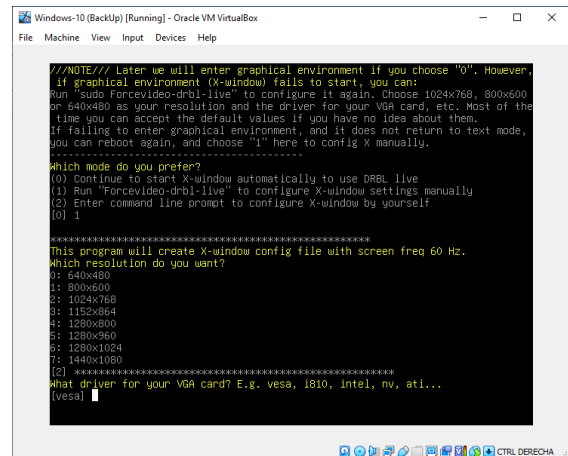 Windows-10 (BackUp) [Running] - Oracle VM VirtualBox
File Machine View Input Devices Help
///NOTE/// Later we will enter graphical environment if you choose "0". However,
if graphical environment (X-window) fails to start, you can:
Run "sudo Forcevideo-drbl-live" to configure it again. Choose 1024x768, 800x600
or 640x480 as your resolution and the driver for your VGA card, etc. Most of the
time you can accept the default values if you have no idea about them.
If failing to enter graphical environment, and it does not return to text mode,
you can reboot again, and choose "1" here to config X manually.
----------------------------------------
Which mode do you prefer?
(0) Continue to start X-window automatically to use DRBL live
(1) Run "Forcevideo-drbl-live" to configure X-window settings manually
(2) Enter command line prompt to configure X-window by yourself
[0] 1
*****************************************************
This program will create X-window config file with screen freq 60 Hz.
Which resolution do you want?
0: 640x480
1: 800x600
2: 1024x768
3: 1152x864
4: 1280x800
5: 1280x960
6: 1280x1024
7: 1440x1080
[2] *****************************************************
What driver for your VGA card? E.g. vesa, i810, intel, nv, ati...
[vesa]
CTRL DERECHA